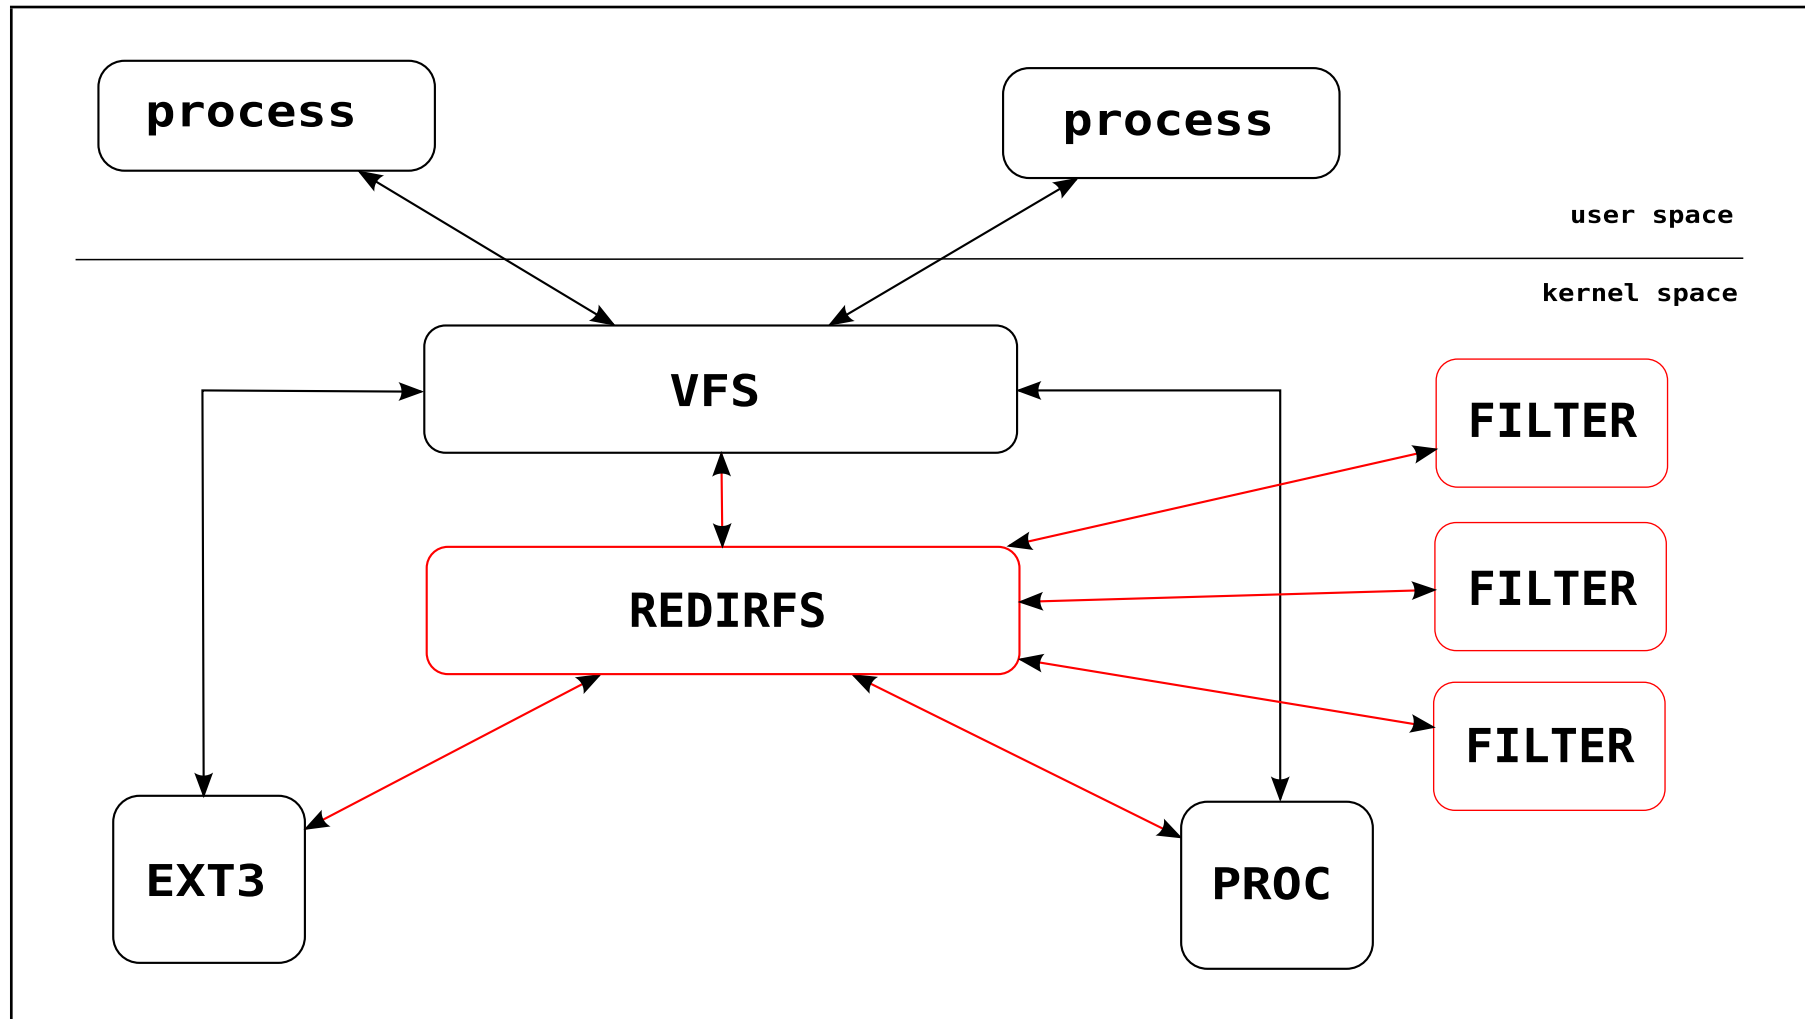 process
process
user space
kernel space
VFS
FILTER
REDIRFS
FILTER
FILTER
EXT3
PROC